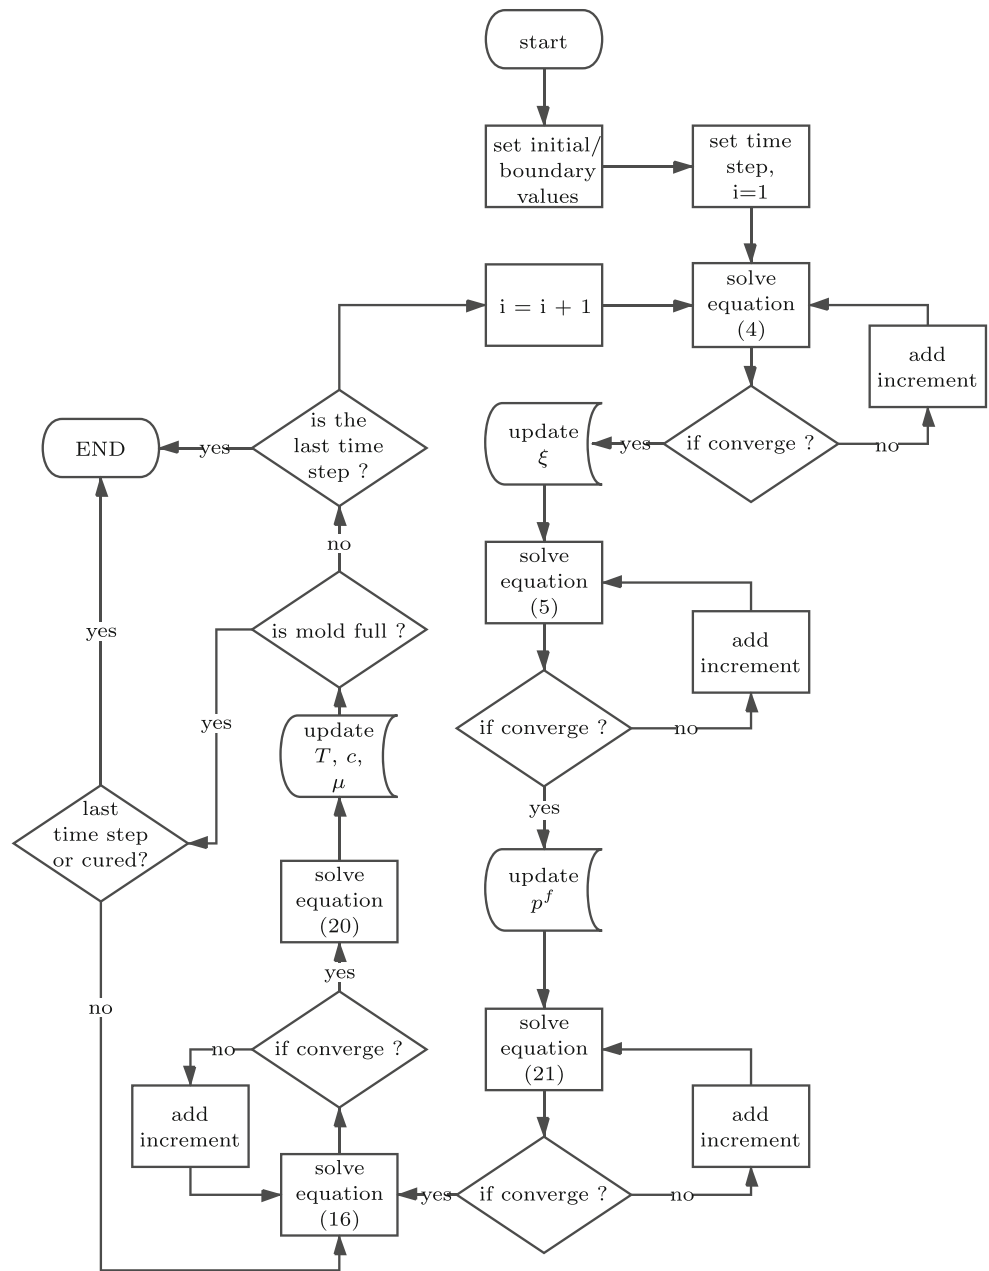 start
set initial/
boundary
values
set time
step,
i=1
solve
equation
(4)
i = i + 1
add
increment
if converge ?
no
yes
update
ξ
is the
last time
step ?
yes
END
no
solve
equation
(5)
add
increment
is mold full ?
yes
yes
if converge ?
no
update
T, c,
μ
yes
last
time step
or cured?
update
p^f
solve
equation
(20)
yes
no
solve
equation
(21)
if converge ?
no
add
increment
add
increment
solve
equation
(16)
yes
if converge ?
no